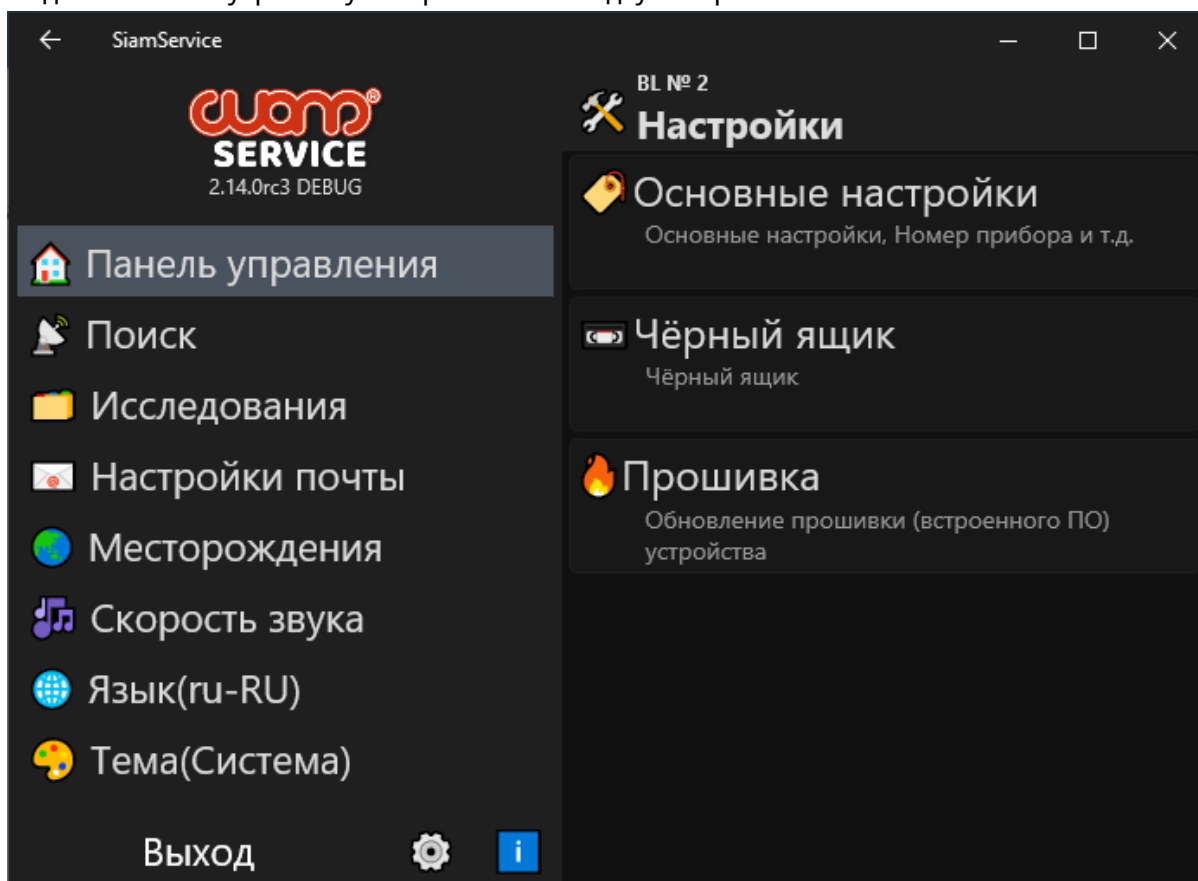 SiamService
сиамп®
SERVICE
2.14.0rc3 DEBUG
Панель управления
Поиск
Исследования
Настройки почты
Месторождения
Скорость звука
Язык(ru-RU)
Тема(Система)
Выход
BL № 2
Настройки
Основные настройки
Основные настройки, Номер прибора и т.д.
Чёрный ящик
Чёрный ящик
Прошивка
Обновление прошивки (встроенного ПО)
устройства